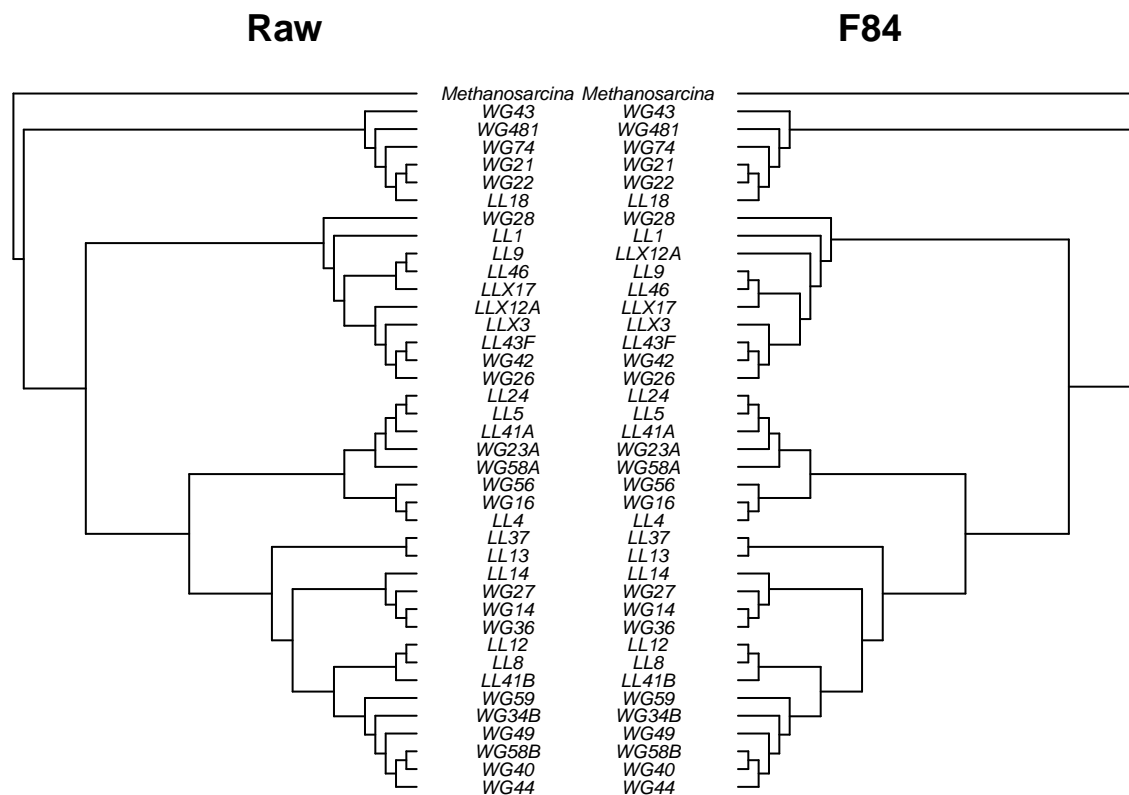 Raw F84
Methanosarcina Methanosarcina
WG43 WG43
WG481 WG481
WG74 WG74
WG21 WG21
WG22 WG22
LL18 LL18
WG28 WG28
LL1 LL1
LL9 LLX12A
LL46 LL9
LLX17 LL46
LLX12A LLX17
LLX3 LLX3
LL43F LL43F
WG42 WG42
WG26 WG26
LL24 LL24
LL5 LL5
LL41A LL41A
WG23A WG23A
WG58A WG58A
WG56 WG56
WG16 WG16
LL4 LL4
LL37 LL37
LL13 LL13
LL14 LL14
WG27 WG27
WG14 WG14
WG36 WG36
LL12 LL12
LL8 LL8
LL41B LL41B
WG59 WG59
WG34B WG34B
WG49 WG49
WG58B WG58B
WG40 WG40
WG44 WG44